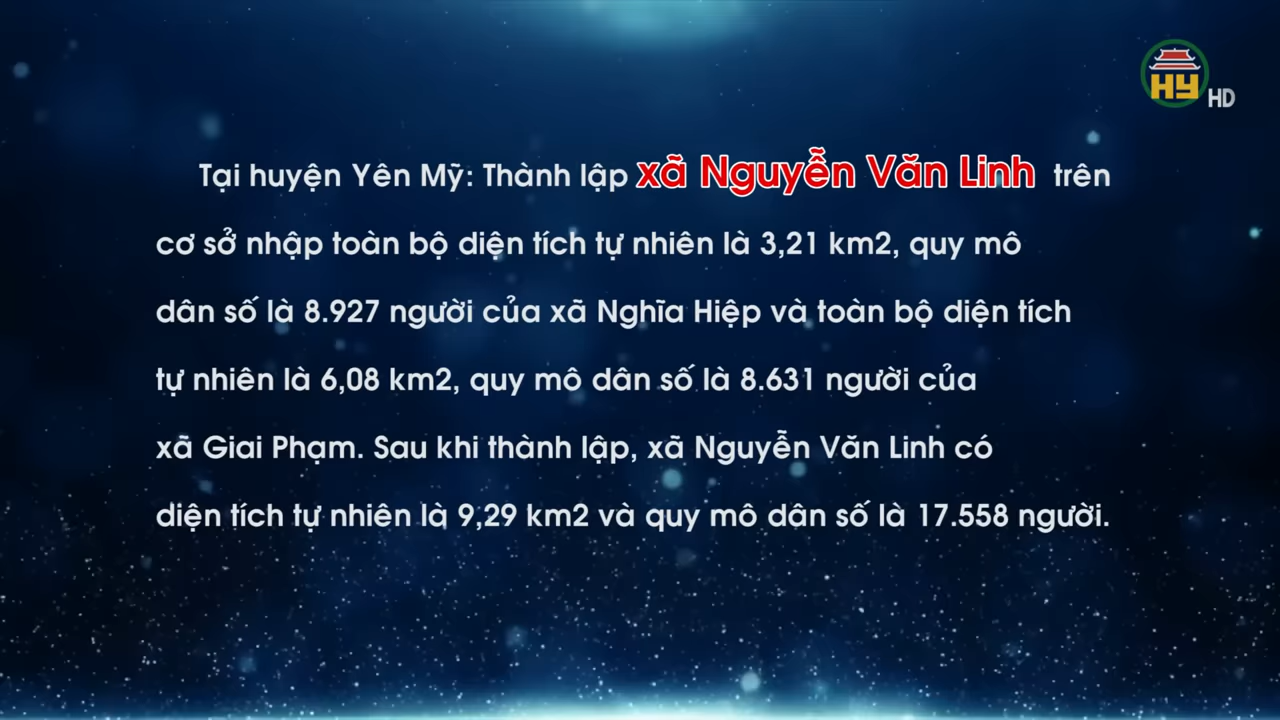 HY HD
Tại huyện Yên Mỹ: Thành lập xã Nguyễn Văn Linh trên
cơ sở nhập toàn bộ diện tích tự nhiên là 3,21 km2, quy mô
dân số là 8.927 người của xã Nghĩa Hiệp và toàn bộ diện tích
tự nhiên là 6,08 km2, quy mô dân số là 8.631 người của
xã Giai Phạm. Sau khi thành lập, xã Nguyễn Văn Linh có
diện tích tự nhiên là 9,29 km2 và quy mô dân số là 17.558 người.